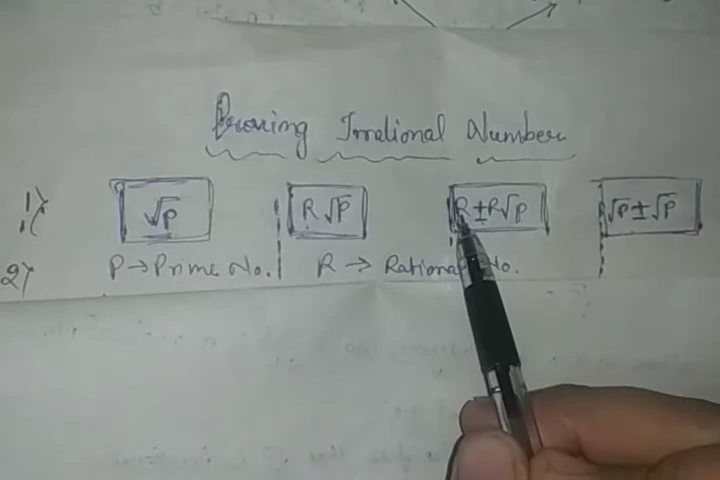 Proving Irrational Number
1) √P R √P R ± R√P √P ± √P
2) P → Prime No. R → Rational No.